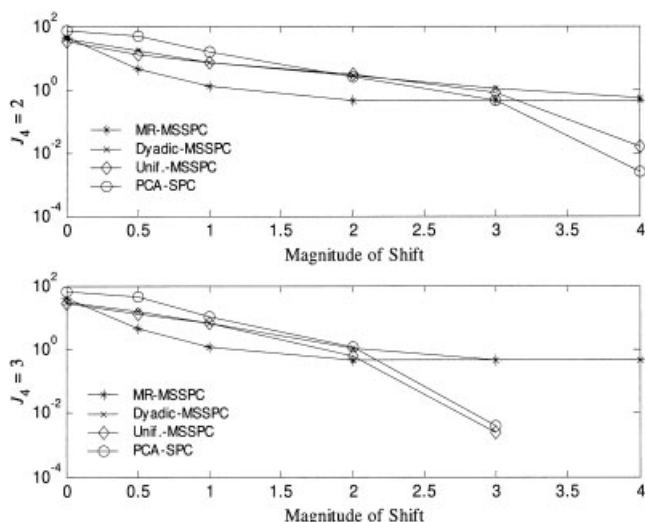 10^2
10^0
10^-2
10^-4
J_4 = 2
MR-MSSPC
Dyadic-MSSPC
Unif.-MSSPC
PCA-SPC
0 0.5 1 1.5 2 2.5 3 3.5 4
Magnitude of Shift
10^2
10^0
10^-2
10^-4
J_4 = 3
MR-MSSPC
Dyadic-MSSPC
Unif.-MSSPC
PCA-SPC
0 0.5 1 1.5 2 2.5 3 3.5 4
Magnitude of Shift